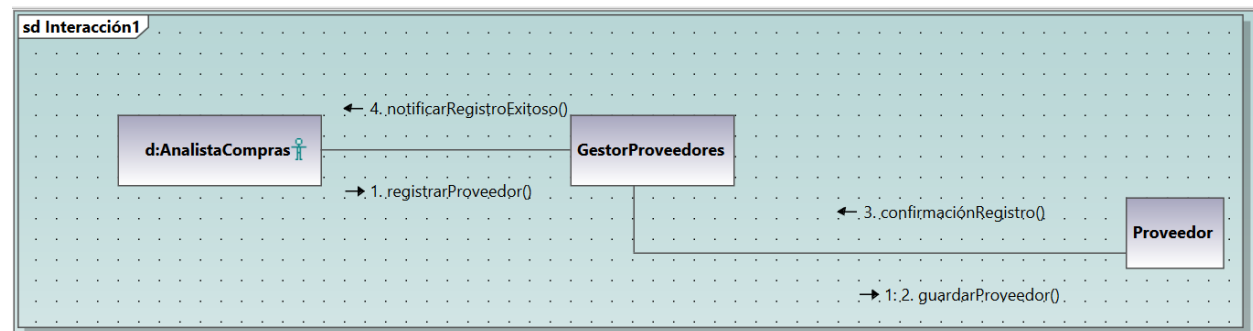 sd Interacción1
4. notificarRegistroExitoso()
d:AnalistaCompras
GestorProveedores
1. registrarProveedor()
3. confirmaciónRegistro()
Proveedor
1: 2. guardarProveedor()